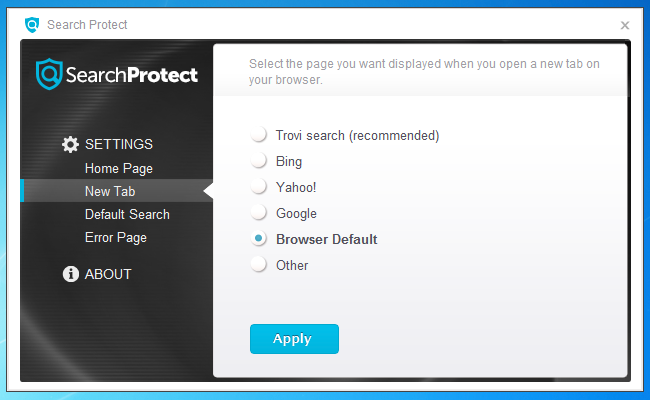 Search Protect
SearchProtect
SETTINGS
Home Page
New Tab
Default Search
Error Page
ABOUT
Select the page you want displayed when you open a new tab on
your browser.
Trovi search (recommended)
Bing
Yahoo!
Google
Browser Default
Other
Apply